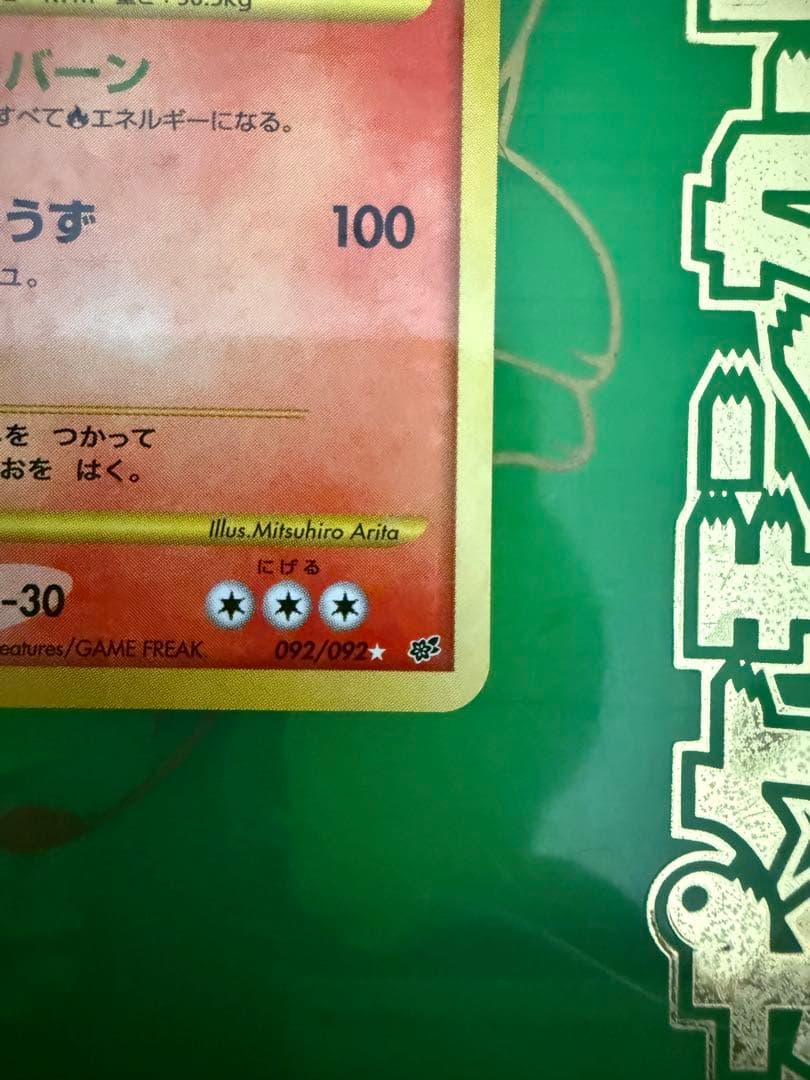 バーン
すべて🔥エネルギーになる。
うず 100
ュ。
を つかって
おを はく。
Illus.Mitsuhiro Arita
にげる
-30
eatures/GAME FREAK 092/092★